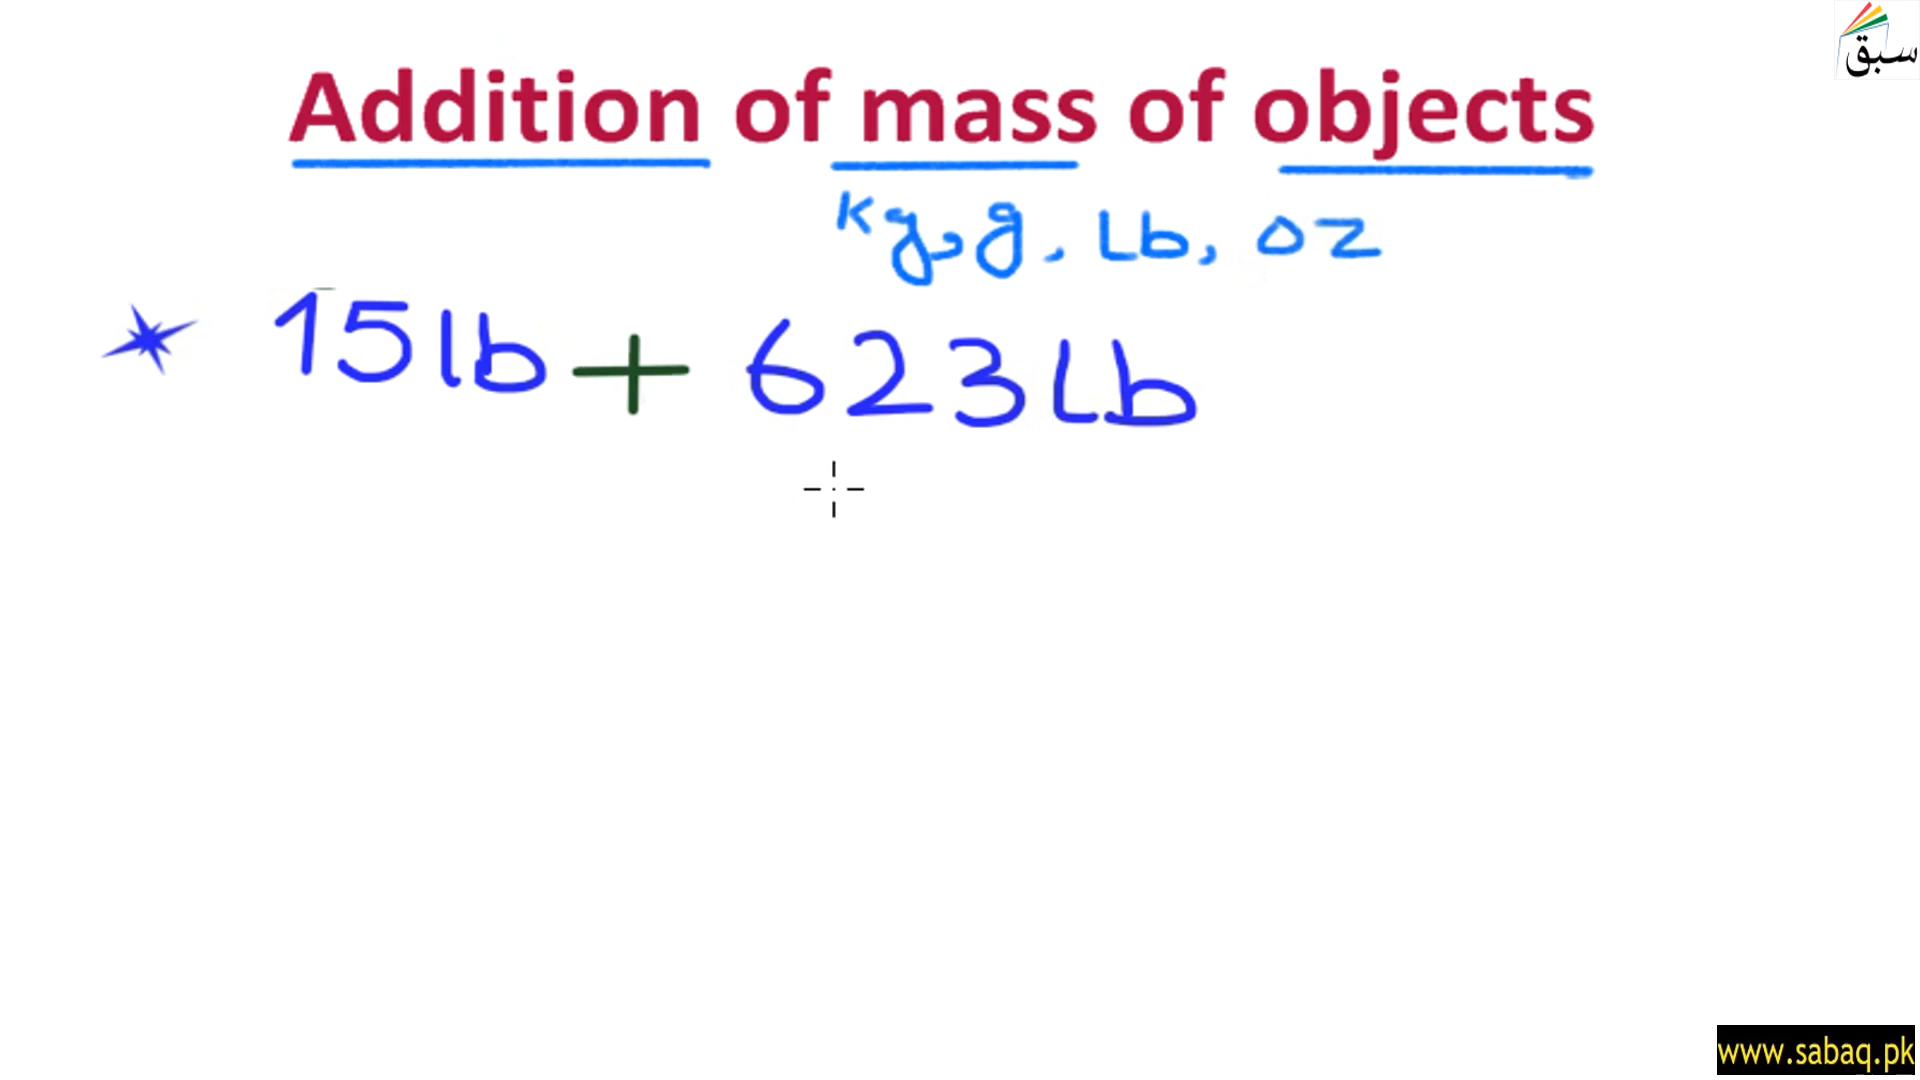 سبق
Addition of mass of objects
Kg, g, Lb, oz
15lb + 623Lb
www.sabaq.pk